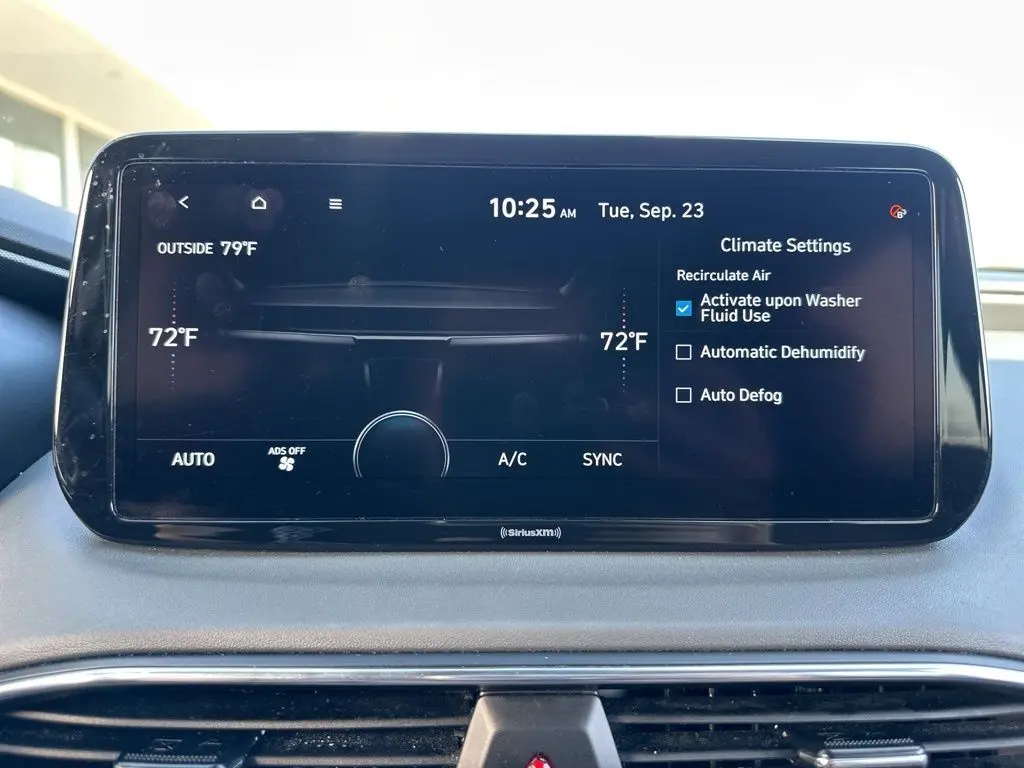 10:25 AM Tue, Sep. 23
OUTSIDE 79°F
72°F
72°F
Climate Settings
Recirculate Air
Activate upon Washer
Fluid Use
Automatic Dehumidify
Auto Defog
AUTO
ADS OFF
A/C
SYNC
((SiriusXM))